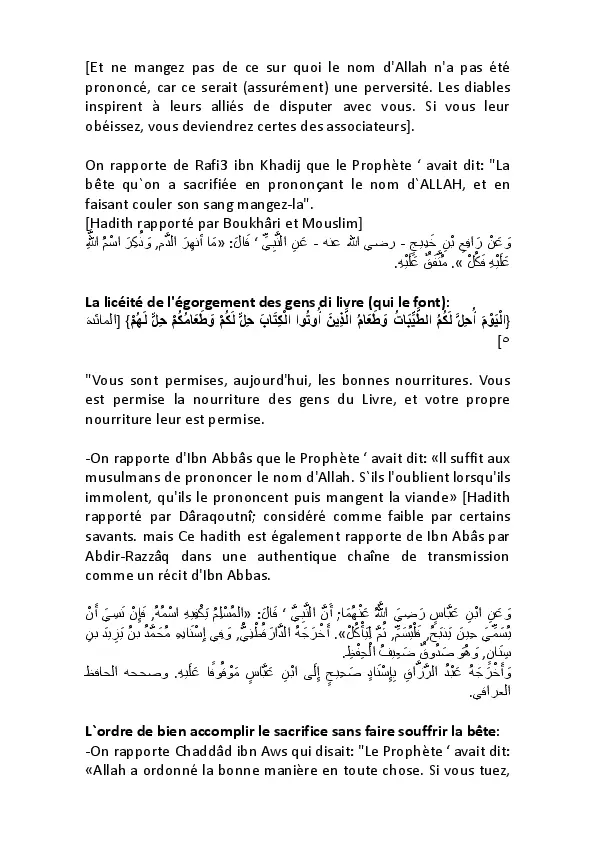 [Et ne mangez pas de ce sur quoi le nom d'Allah n'a pas été
prononcé, car ce serait (assurément) une perversité. Les diables
inspirent à leurs alliés de disputer avec vous. Si vous leur
obéissez, vous deviendrez certes des associateurs].
On rapporte de Rafi3 ibn Khadij que le Prophète ‘ avait dit: "La
bête qu`on a sacrifiée en prononçant le nom d`ALLAH, et en
faisant couler son sang mangez-la".
[Hadith rapporté par Boukhâri et Mouslim]
وَعَنْ رَافِعِ بْنِ خَدِيجٍ - رضي الله عنه - عَنِ النَّبِيِّ ‘ قَالَ: «مَا أُنْهِرَ الدَّمُ, وَذُكِرَ اسْمُ اللَّهِ
عَلَيْهِ فَكُلْ ». مُتَّفَقٌ عَلَيْهِ.
La licéité de l'égorgement des gens di livre (qui le font):
{الْيَوْمَ أُحِلَّ لَكُمُ الطَّيِّبَاتُ وَطَعَامُ الَّذِينَ أُوتُوا الْكِتَابَ حِلٌّ لَكُمْ وَطَعَامُكُمْ حِلٌّ لَهُمْ} [المائدة
٥]
"Vous sont permises, aujourd'hui, les bonnes nourritures. Vous
est permise la nourriture des gens du Livre, et votre propre
nourriture leur est permise.
-On rapporte d'Ibn Abbâs que le Prophète ‘ avait dit: «Il suffit aux
musulmans de prononcer le nom d'Allah. S`ils l'oublient lorsqu'ils
immolent, qu'ils le prononcent puis mangent la viande» [Hadith
rapporté par Dâraqoutnî; considéré comme faible par certains
savants. mais Ce hadith est également rapporte de Ibn Abâs par
Abdir-Razzâq dans une authentique chaîne de transmission
comme un récit d'Ibn Abbas.
وَعَنِ ابْنِ عَبَّاسٍ رَضِيَ اللَّهُ عَنْهُمَا; أَنَّ النَّبِيَّ ‘ قَالَ: «الْمُسْلِمُ يَكْفِيهِ اسْمُهُ, فَإِنْ نَسِيَ أَنْ
يُسَمِّيَ حِينَ يَذْبَحُ, فَلْيُسَمِّ, ثُمَّ لِيَأْكُلْ». أَخْرَجَهُ الدَّارَقُطْنِيُّ, وَفِي إِسْنَادِهِ مُحَمَّدُ بنُ يَزِيدَ بنِ
سِنَانٍ, وَهُوَ صَدُوقٌ ضَعِيفُ الْحِفْظِ.
وَأَخْرَجَهُ عَبْدُ الرَّزَّاقِ بِإِسْنَادٍ صَحِيحٍ إِلَى ابْنِ عَبَّاسٍ مَوْقُوفًا عَلَيْهِ. وصححه الحافظ
العراقي.
L`ordre de bien accomplir le sacrifice sans faire souffrir la bête:
-On rapporte Chaddâd ibn Aws qui disait: "Le Prophète ‘ avait dit:
«Allah a ordonné la bonne manière en toute chose. Si vous tuez,